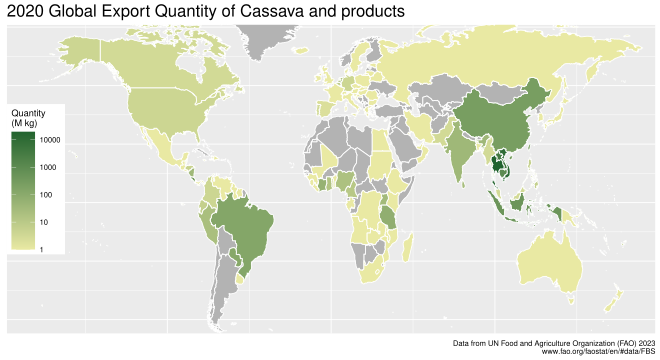 2020 Global Export Quantity of Cassava and products
Quantity
(M kg)
10000
1000
100
10
1
Data from UN Food and Agriculture Organization (FAO) 2023
www.fao.org/faostat/en/#data/FBS